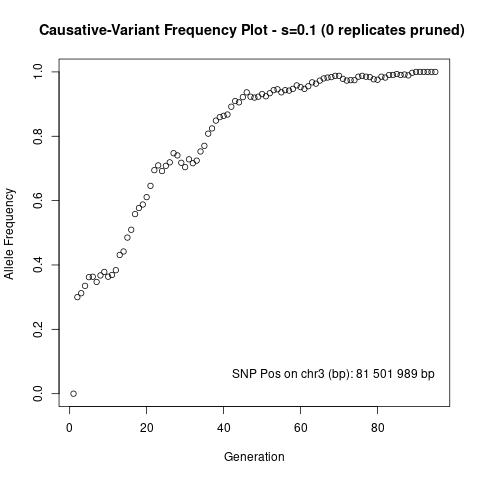 Causative-Variant Frequency Plot - s=0.1 (0 replicates pruned)
1.0
0.8
0.6
0.4
0.2
0.0
Allele Frequency
SNP Pos on chr3 (bp): 81 501 989 bp
0 20 40 60 80
Generation